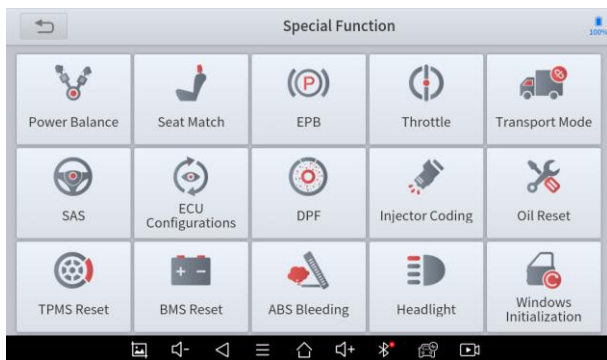 Special Function
100%
Power Balance
Seat Match
(P)
EPB
Throttle
Transport Mode
SAS
ECU
Configurations
DPF
Injector Coding
Oil Reset
TPMS Reset
BMS Reset
ABS Bleeding
Headlight
Windows
Initialization